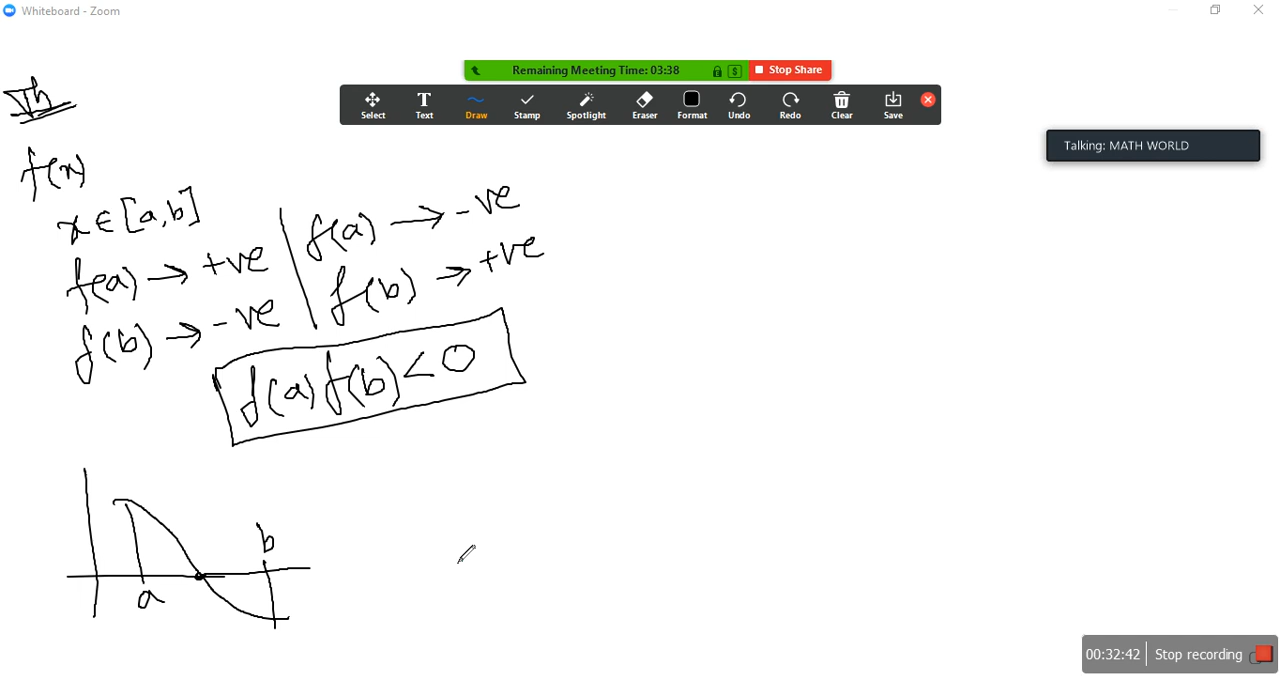 Whiteboard - Zoom
Remaining Meeting Time: 03:38
$
Stop Share
Select
Text
Draw
Stamp
Spotlight
Eraser
Format
Undo
Redo
Clear
Save
Talking: MATH WORLD
Th
f(x)
x ∈ [a,b]
f(a) → +ve
f(b) → -ve
f(a) → -ve
f(b) → +ve
f(a) f(b) < 0
b
a
00:32:42
Stop recording